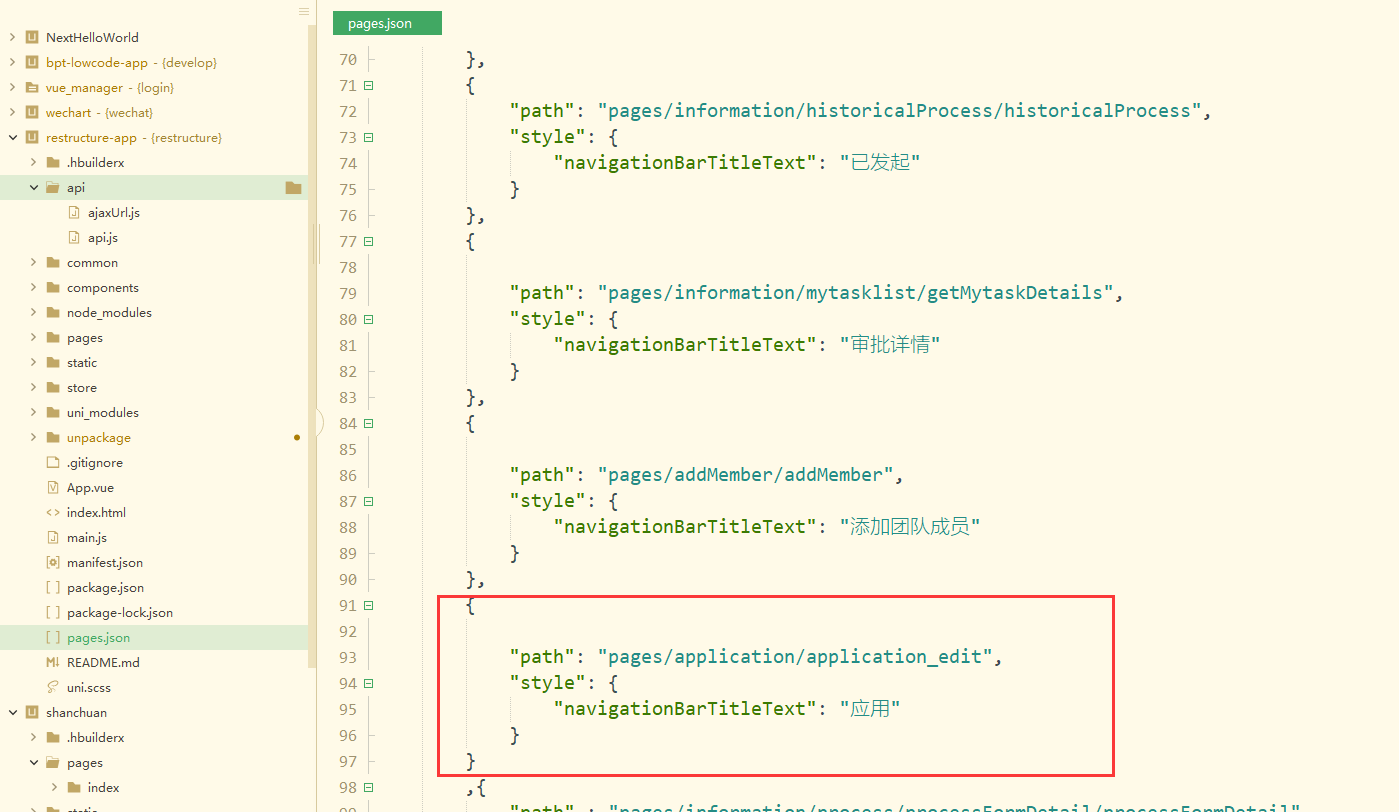 NextHelloWorld
bpt-lowcode-app - {develop}
vue_manager - {login}
wechart - {wechat}
restructure-app - {restructure}
.hbuilderx
api
ajaxUrl.js
api.js
common
components
node_modules
pages
static
store
uni_modules
unpackage
.gitignore
App.vue
index.html
main.js
manifest.json
package.json
package-lock.json
pages.json
README.md
uni.scss
shanchuan
.hbuilderx
pages
index
static
pages.json
70 },
71 {
72 "path": "pages/information/historicalProcess/historicalProcess",
73 "style": {
74 "navigationBarTitleText": "已发起"
75 }
76 },
77 {
78
79 "path": "pages/information/mytasklist/getMytaskDetails",
80 "style": {
81 "navigationBarTitleText": "审批详情"
82 }
83 },
84 {
85
86 "path": "pages/addMember/addMember",
87 "style": {
88 "navigationBarTitleText": "添加团队成员"
89 }
90 },
91 {
92
93 "path": "pages/application/application_edit",
94 "style": {
95 "navigationBarTitleText": "应用"
96 }
97 }
98 ,{
99 "path" : "pages/information/process/processFormDetail/processFormDetail"